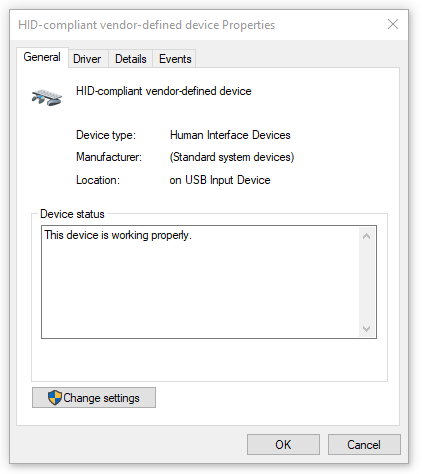 HID-compliant vendor-defined device Properties
General Driver Details Events
HID-compliant vendor-defined device
Device type: Human Interface Devices
Manufacturer: (Standard system devices)
Location: on USB Input Device
Device status
This device is working properly.
Change settings
OK Cancel